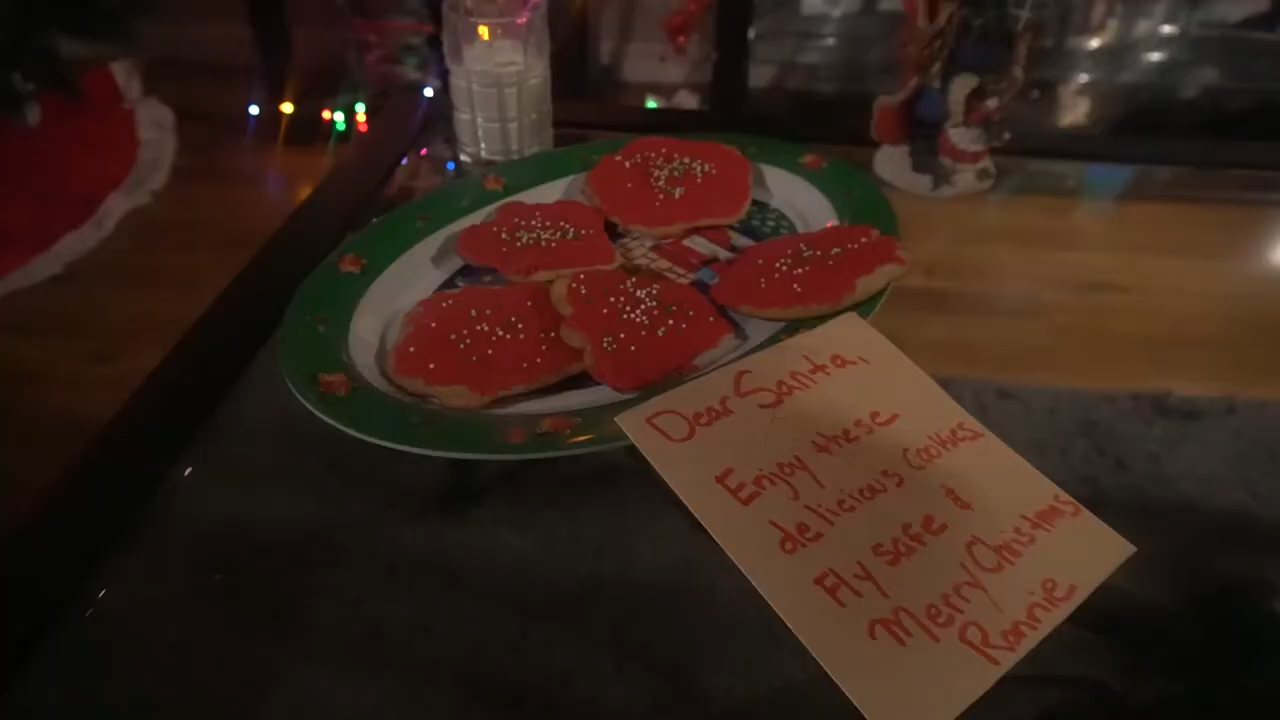 Dear Santa,
Enjoy these
delicious Cookies
Fly safe &
Merry Christmas
Ronnie